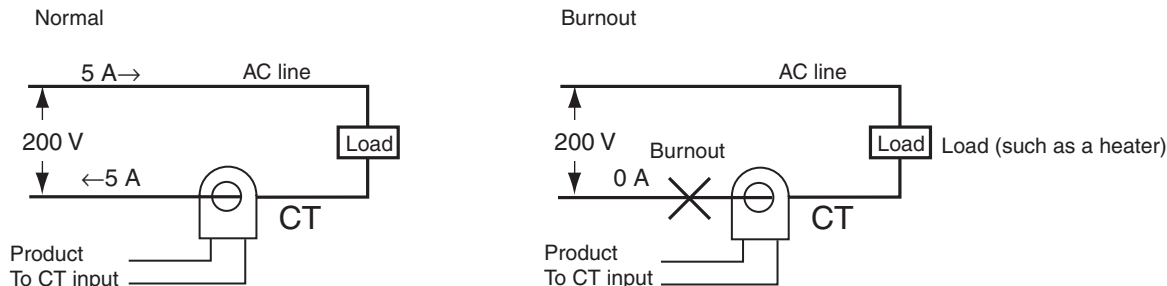 Normal
5 A→
AC line
200 V
Load
←5 A
CT
Product
To CT input
Burnout
AC line
200 V
Burnout
Load
Load (such as a heater)
0 A
CT
Product
To CT input